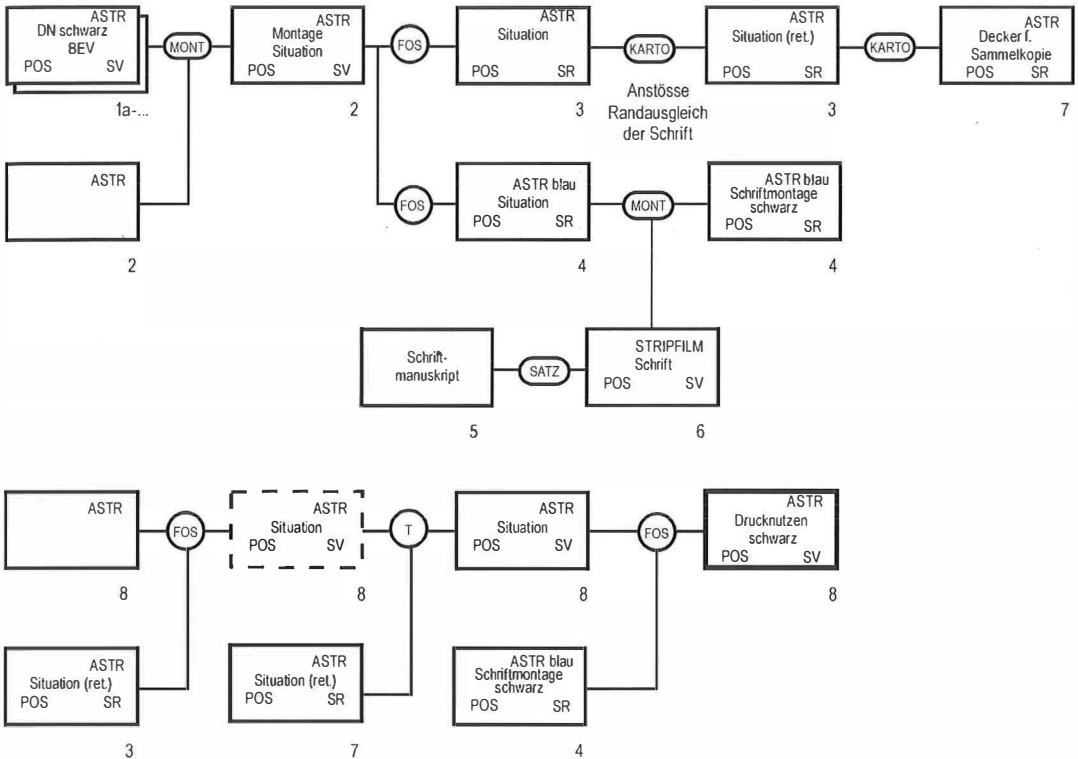 ASTR
DN schwarz
8EV
POS SV
1a-...
MONT
ASTR
Montage
Situation
POS SV
2
FOS
ASTR
Situation
POS SR
3
KARTO
Anstösse
Randausgleich
der Schrift
ASTR
Situation (ret.)
POS SR
3
KARTO
ASTR
Decker f.
Sammelkopie
POS SR
7
ASTR
2
FOS
ASTR blau
Situation
POS SR
4
MONT
ASTR blau
Schriftmontage
schwarz
POS SR
4
Schrift-
manuskript
5
SATZ
STRIPFILM
Schrift
POS SV
6
ASTR
8
FOS
ASTR
Situation
POS SV
8
T
ASTR
Situation
POS SV
8
FOS
ASTR
Drucknutzen
schwarz
POS SV
8
ASTR
Situation (ret.)
POS SR
3
ASTR
Situation (ret.)
POS SR
7
ASTR blau
Schriftmontage
schwarz
POS SR
4